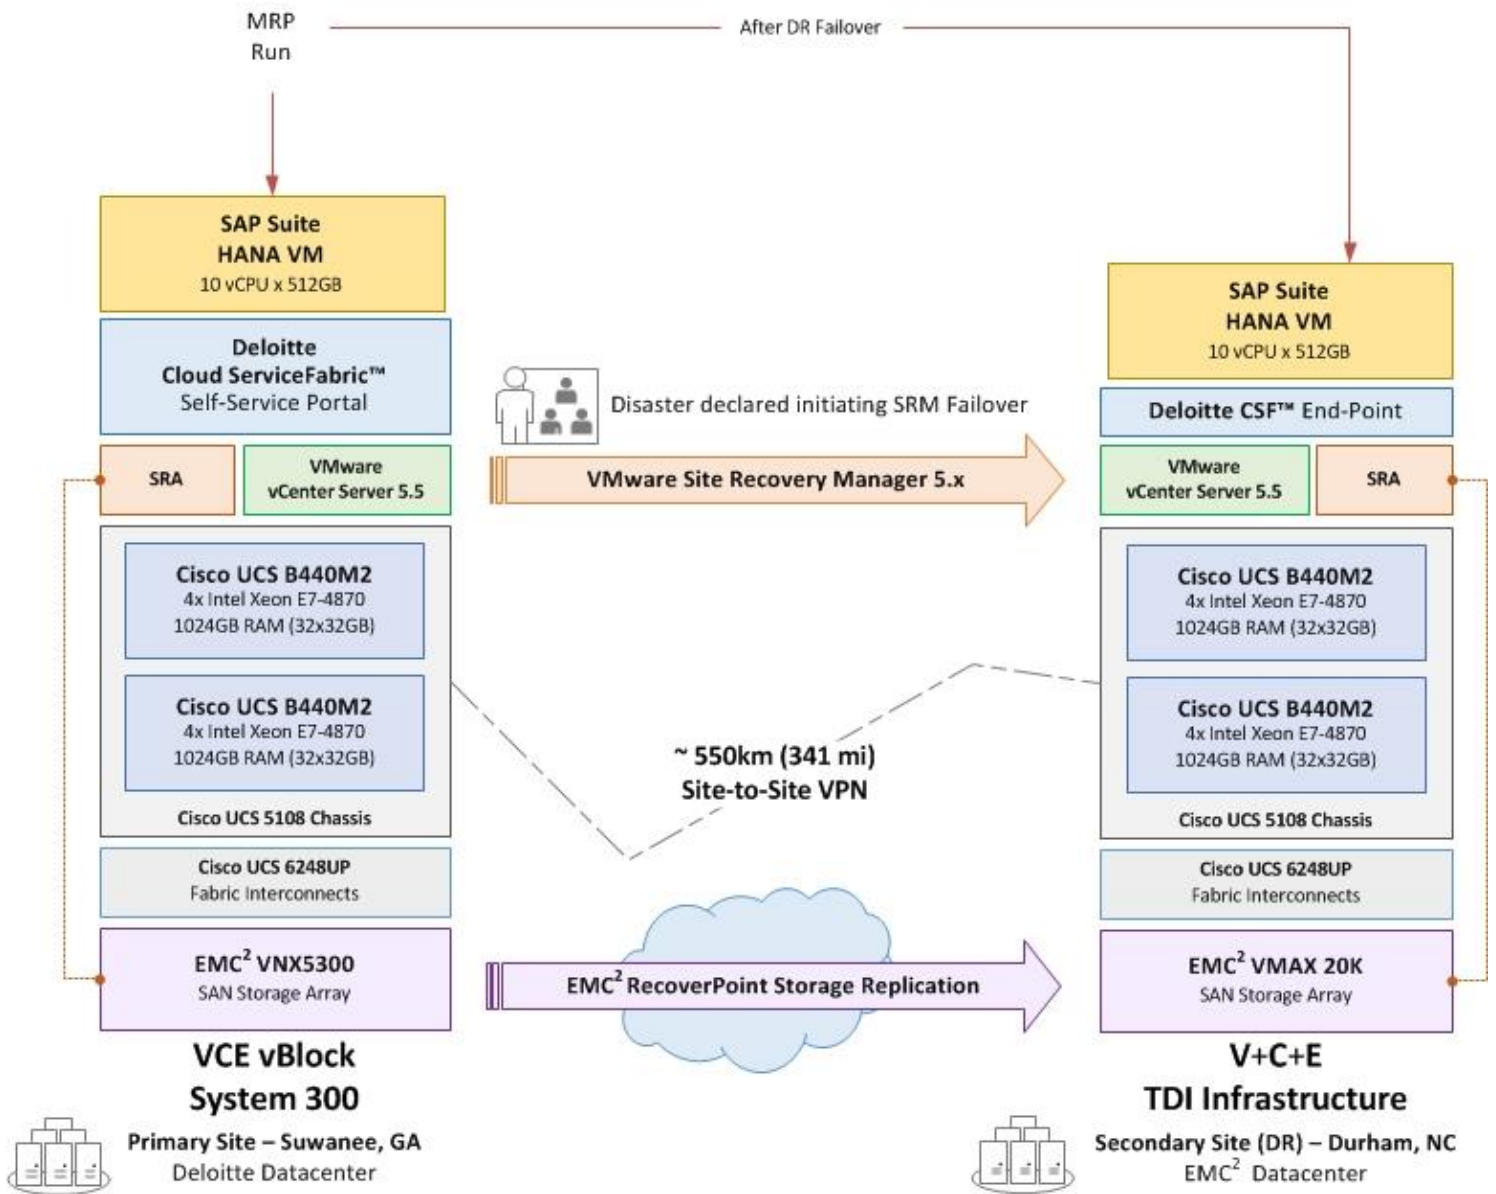 MRP
Run
After DR Failover
SAP Suite
HANA VM
10 vCPU x 512GB
Deloitte
Cloud ServiceFabric™
Self-Service Portal
SRA
VMware
vCenter Server 5.5
Cisco UCS B440M2
4x Intel Xeon E7-4870
1024GB RAM (32x32GB)
Cisco UCS B440M2
4x Intel Xeon E7-4870
1024GB RAM (32x32GB)
Cisco UCS 5108 Chassis
Cisco UCS 6248UP
Fabric Interconnects
EMC² VNX5300
SAN Storage Array
VCE vBlock
System 300
Primary Site – Suwanee, GA
Deloitte Datacenter
Disaster declared initiating SRM Failover
VMware Site Recovery Manager 5.x
~ 550km (341 mi)
Site-to-Site VPN
EMC² RecoverPoint Storage Replication
SAP Suite
HANA VM
10 vCPU x 512GB
Deloitte CSF™ End-Point
VMware
vCenter Server 5.5
SRA
Cisco UCS B440M2
4x Intel Xeon E7-4870
1024GB RAM (32x32GB)
Cisco UCS B440M2
4x Intel Xeon E7-4870
1024GB RAM (32x32GB)
Cisco UCS 5108 Chassis
Cisco UCS 6248UP
Fabric Interconnects
EMC² VMAX 20K
SAN Storage Array
V+C+E
TDI Infrastructure
Secondary Site (DR) – Durham, NC
EMC² Datacenter